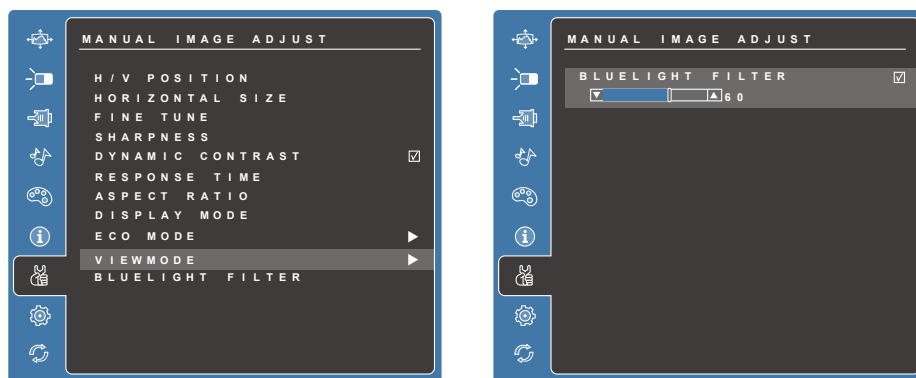 MANUAL IMAGE ADJUST
H/V POSITION
HORIZONTAL SIZE
FINE TUNE
SHARPNESS
DYNAMIC CONTRAST
RESPONSE TIME
ASPECT RATIO
DISPLAY MODE
ECO MODE
VIEWMODE
BLUELIGHT FILTER
MANUAL IMAGE ADJUST
BLUELIGHT FILTER
60